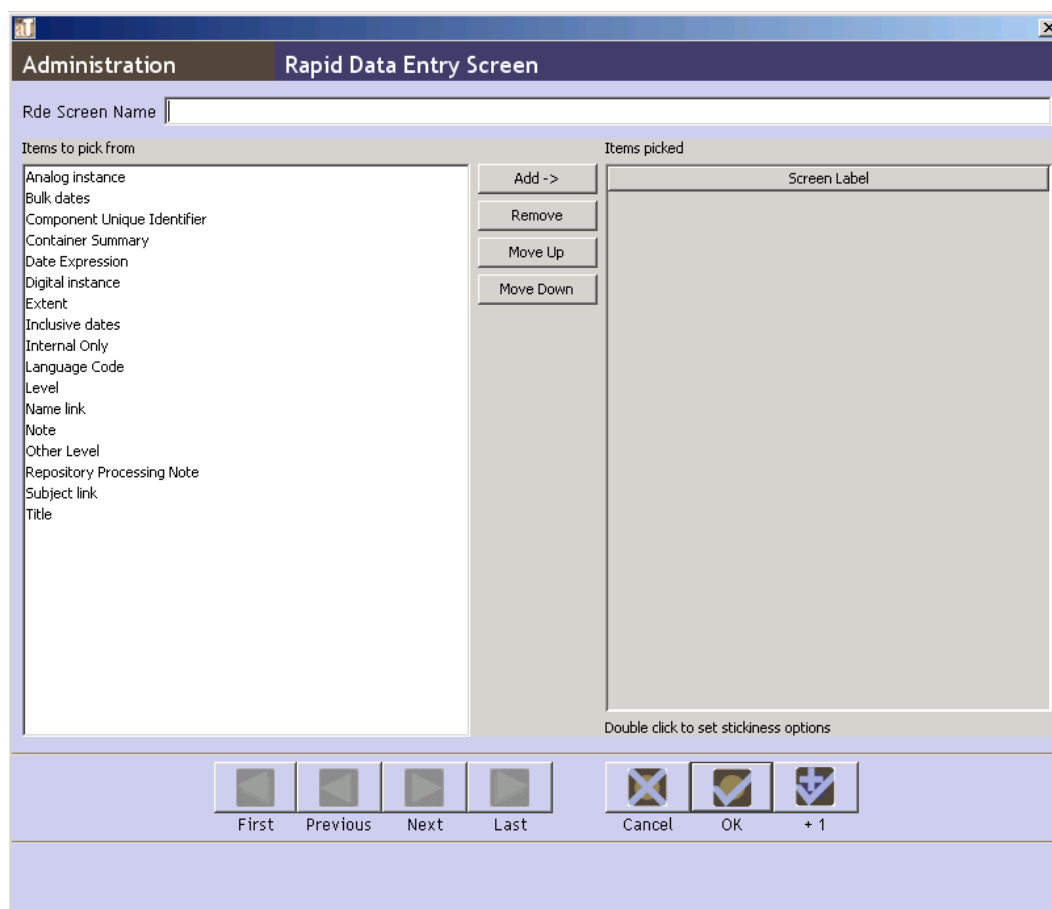 aT
Administration Rapid Data Entry Screen
Rde Screen Name
Items to pick from
Items picked
Analog instance
Bulk dates
Component Unique Identifier
Container Summary
Date Expression
Digital instance
Extent
Inclusive dates
Internal Only
Language Code
Level
Name link
Note
Other Level
Repository Processing Note
Subject link
Title
Add ->
Remove
Move Up
Move Down
Screen Label
Double click to set stickiness options
First Previous Next Last Cancel OK + 1